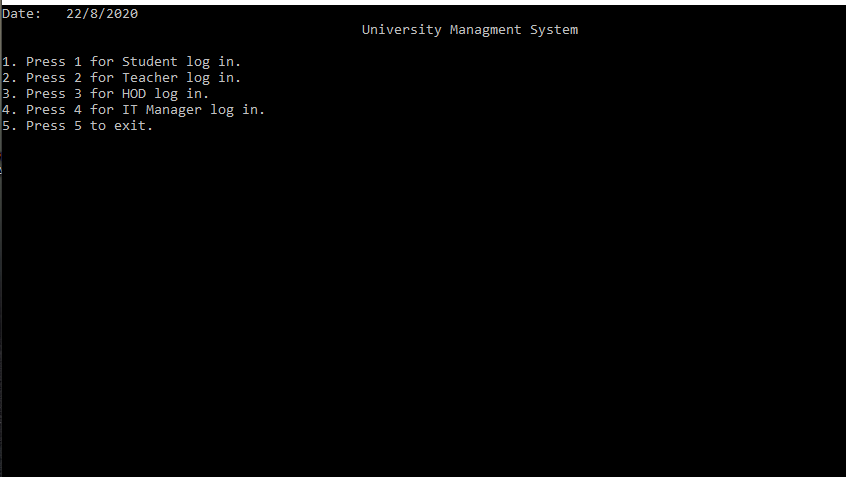 Date:   22/8/2020
University Managment System
1. Press 1 for Student log in.
2. Press 2 for Teacher log in.
3. Press 3 for HOD log in.
4. Press 4 for IT Manager log in.
5. Press 5 to exit.